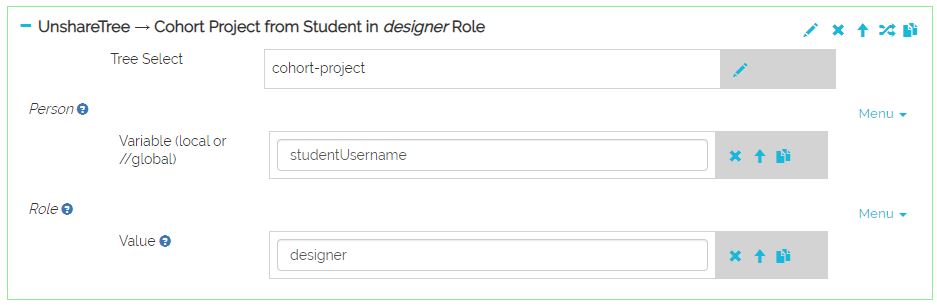 UnshareTree → Cohort Project from Student in designer Role
Tree Select
cohort-project
Person
Menu
Variable (local or
//global)
studentUsername
Role
Menu
Value
designer